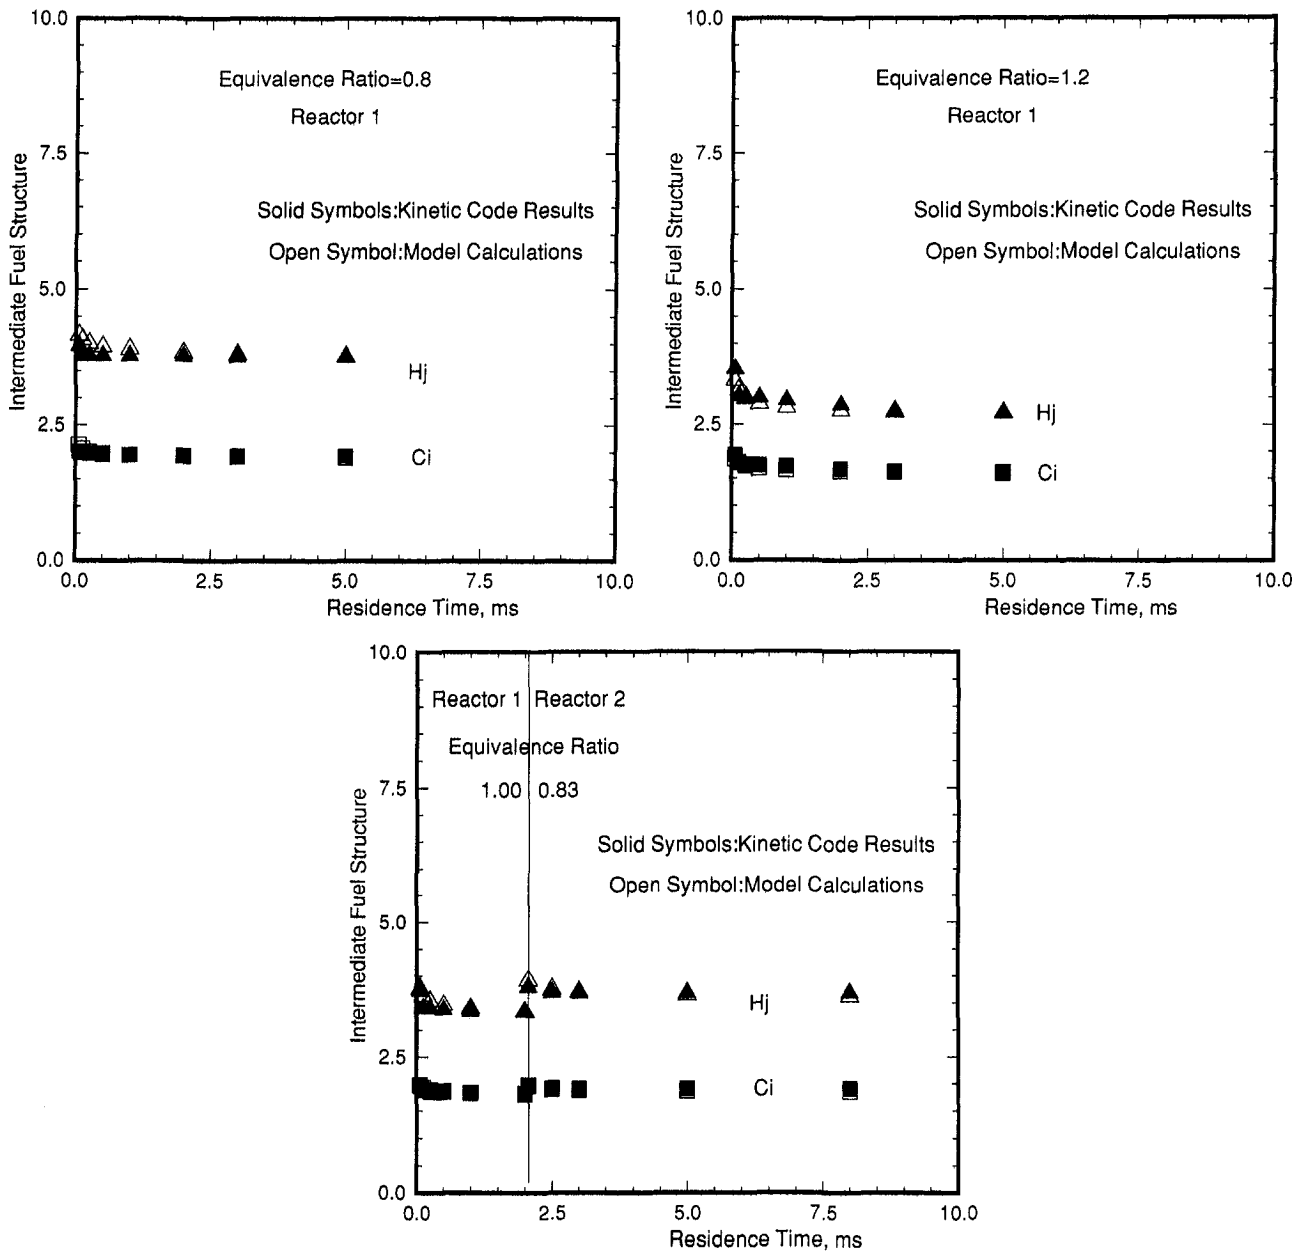 10.0
Equivalence Ratio=0.8
Reactor 1
7.5
Solid Symbols:Kinetic Code Results
Open Symbol:Model Calculations
5.0
Hj
2.5
Ci
0.0
0.0 2.5 5.0 7.5 10.0
Residence Time, ms
Intermediate Fuel Structure
10.0
Equivalence Ratio=1.2
Reactor 1
7.5
Solid Symbols:Kinetic Code Results
Open Symbol:Model Calculations
5.0
Hj
2.5
Ci
0.0
0.0 2.5 5.0 7.5 10.0
Residence Time, ms
Intermediate Fuel Structure
10.0
Reactor 1 Reactor 2
Equivalence Ratio
7.5
1.00 0.83
Solid Symbols:Kinetic Code Results
Open Symbol:Model Calculations
5.0
Hj
2.5
Ci
0.0
0.0 2.5 5.0 7.5 10.0
Residence Time, ms
Intermediate Fuel Structure